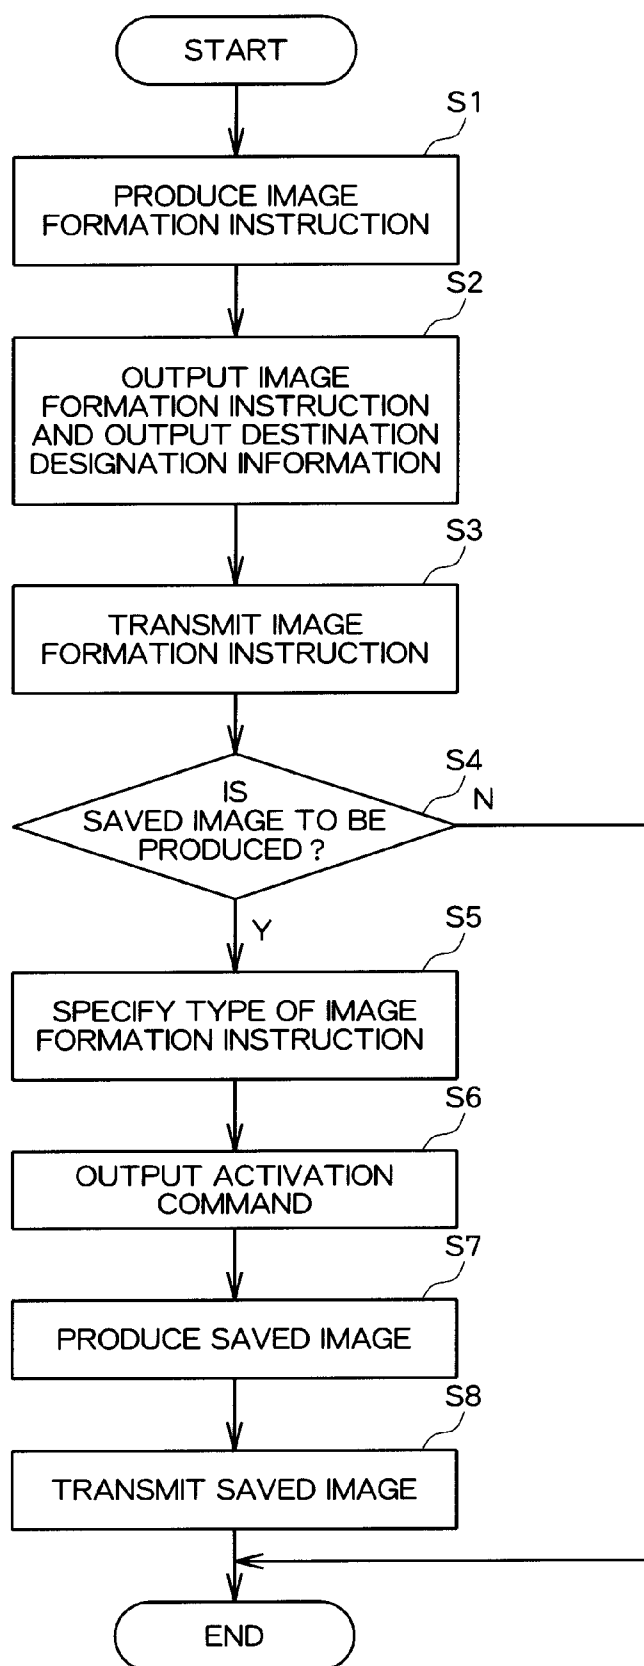 START
S1
PRODUCE IMAGE
FORMATION INSTRUCTION
S2
OUTPUT IMAGE
FORMATION INSTRUCTION
AND OUTPUT DESTINATION
DESIGNATION INFORMATION
S3
TRANSMIT IMAGE
FORMATION INSTRUCTION
S4
IS
SAVED IMAGE TO BE
PRODUCED ?
N
Y
S5
SPECIFY TYPE OF IMAGE
FORMATION INSTRUCTION
S6
OUTPUT ACTIVATION
COMMAND
S7
PRODUCE SAVED IMAGE
S8
TRANSMIT SAVED IMAGE
END